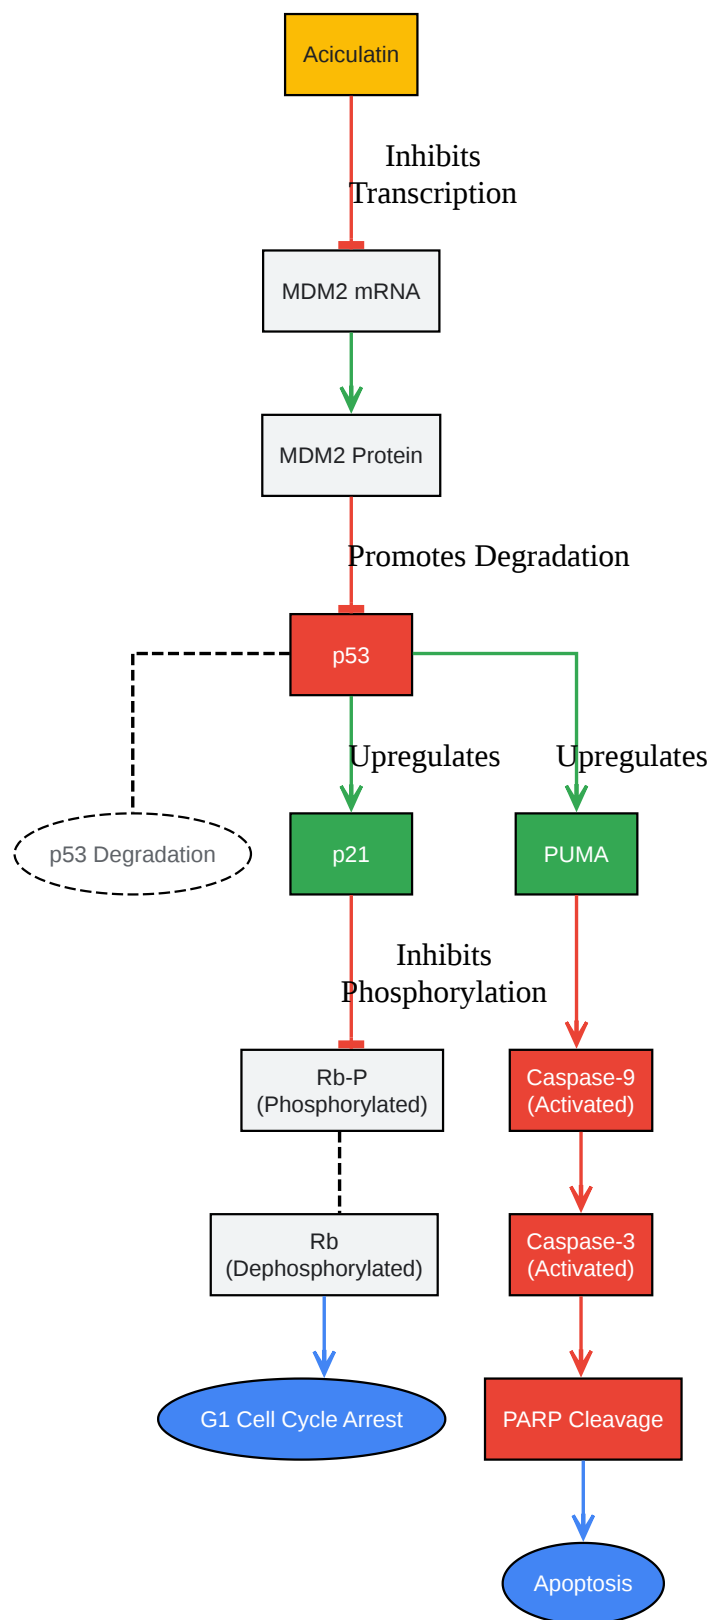 Aciculatin
Inhibits
Transcription
MDM2 mRNA
MDM2 Protein
Promotes Degradation
p53
Upregulates
Upregulates
p53 Degradation
p21
PUMA
Inhibits
Phosphorylation
Rb-P
(Phosphorylated)
Caspase-9
(Activated)
Rb
(Dephosphorylated)
Caspase-3
(Activated)
G1 Cell Cycle Arrest
PARP Cleavage
Apoptosis